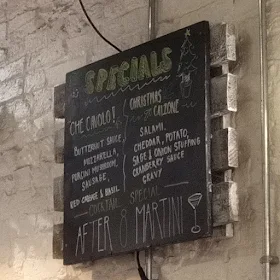 SPECIALS
CHE CAVOLO!
BUTTERNUT SAUCE,
MOZZARELLA,
PORCINI MUSHROOM,
SAUSAGE,
RED CABBAGE & BASIL
CHRISTMAS
CALZONE
SALAMI,
CHEDDAR, POTATO,
SAGE & ONION STUFFING
CRANBERRY SAUCE
GRAVY
COCKTAIL SPECIAL
AFTER 8 MARTINI